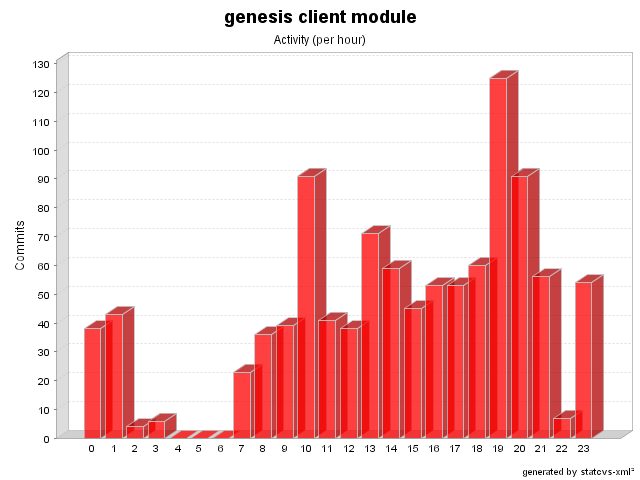 genesis client module
Activity (per hour)
Commits
130
120
110
100
90
80
70
60
50
40
30
20
10
0
0 1 2 3 4 5 6 7 8 9 10 11 12 13 14 15 16 17 18 19 20 21 22 23
generated by statcvs-xml²